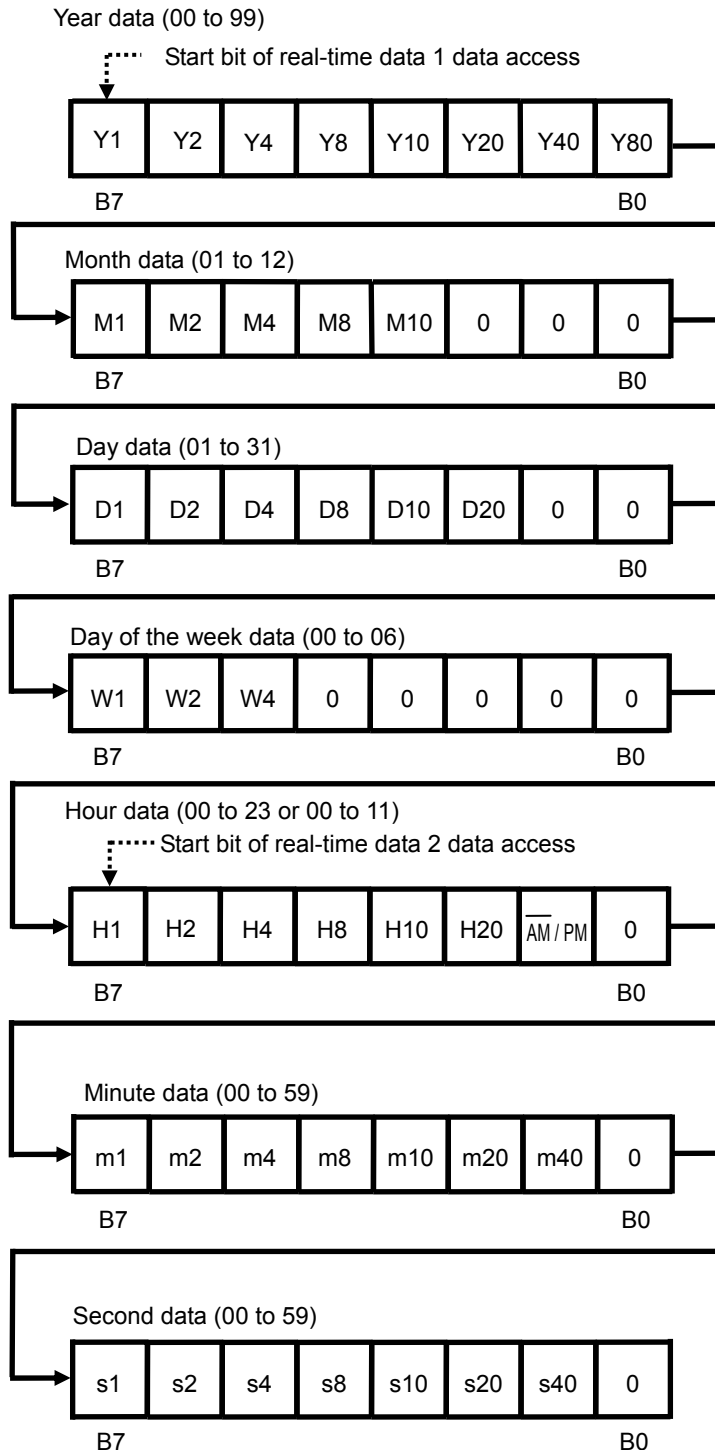 Year data (00 to 99)
Start bit of real-time data 1 data access
Y1 Y2 Y4 Y8 Y10 Y20 Y40 Y80
B7 B0
Month data (01 to 12)
M1 M2 M4 M8 M10 0 0 0
B7 B0
Day data (01 to 31)
D1 D2 D4 D8 D10 D20 0 0
B7 B0
Day of the week data (00 to 06)
W1 W2 W4 0 0 0 0 0
B7 B0
Hour data (00 to 23 or 00 to 11)
Start bit of real-time data 2 data access
H1 H2 H4 H8 H10 H20 A̅M̅ / PM 0
B7 B0
Minute data (00 to 59)
m1 m2 m4 m8 m10 m20 m40 0
B7 B0
Second data (00 to 59)
s1 s2 s4 s8 s10 s20 s40 0
B7 B0